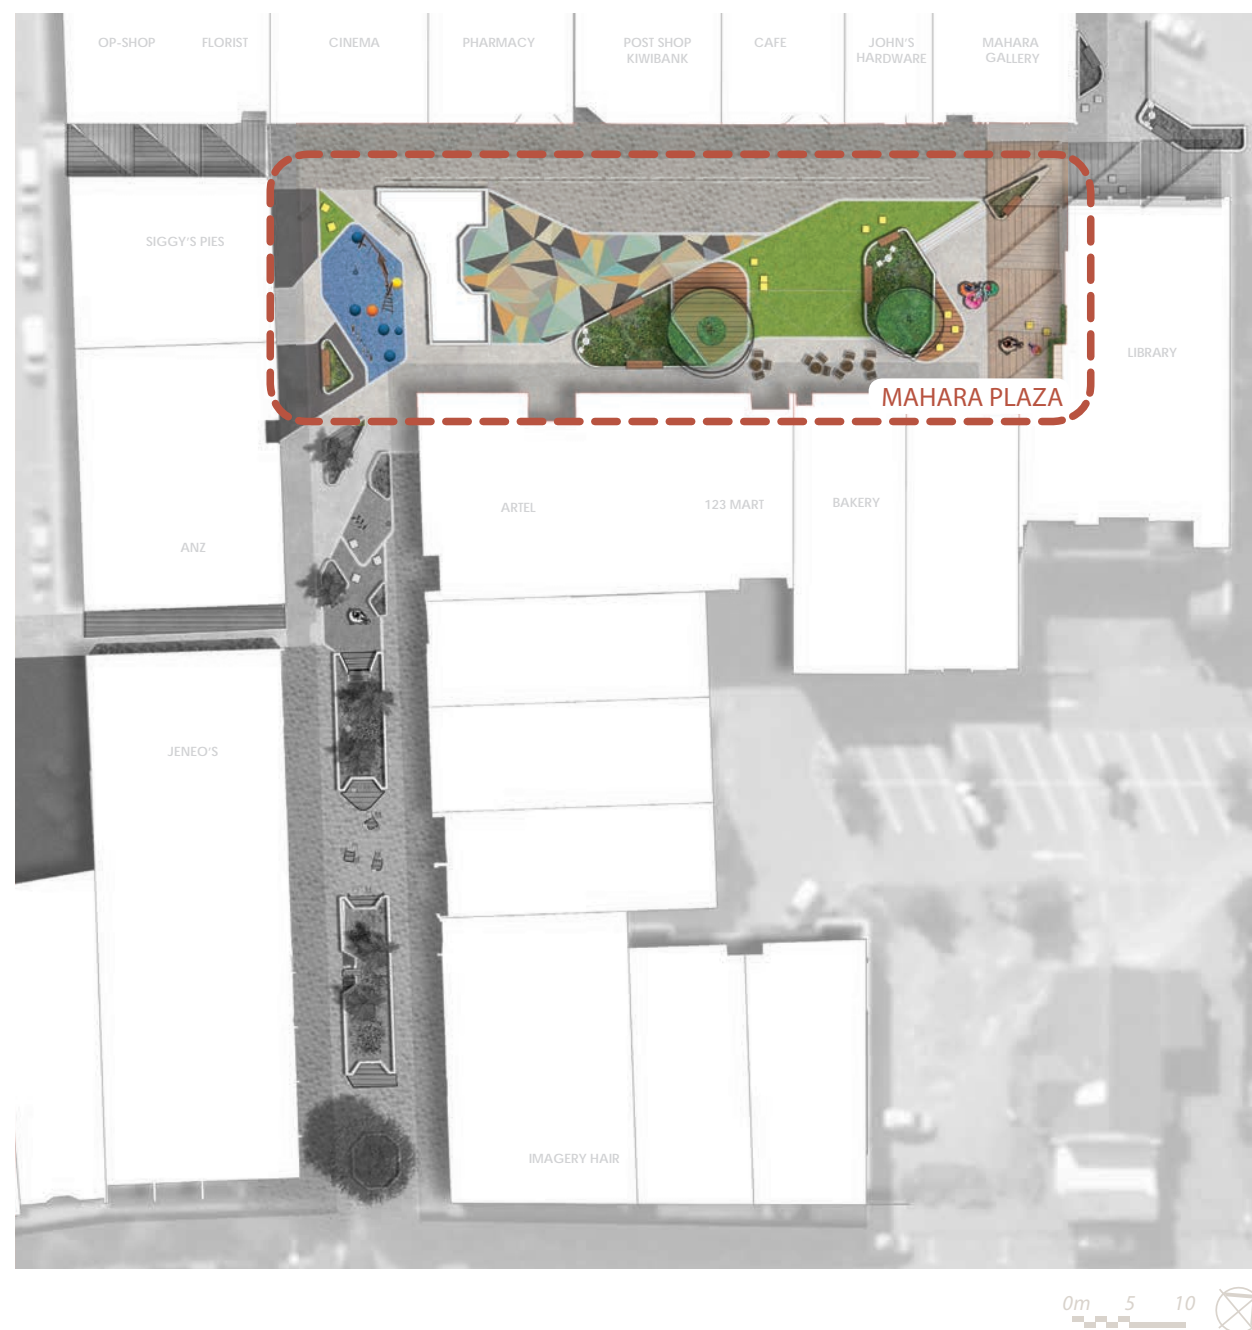 OP-SHOP
FLORIST
CINEMA
PHARMACY
POST SHOP
KIWIBANK
CAFE
JOHN'S
HARDWARE
MAHARA
GALLERY
SIGGY'S PIES
LIBRARY
MAHARA PLAZA
ARTEL
123 MART
BAKERY
ANZ
JENEO'S
IMAGERY HAIR
0m 5 10